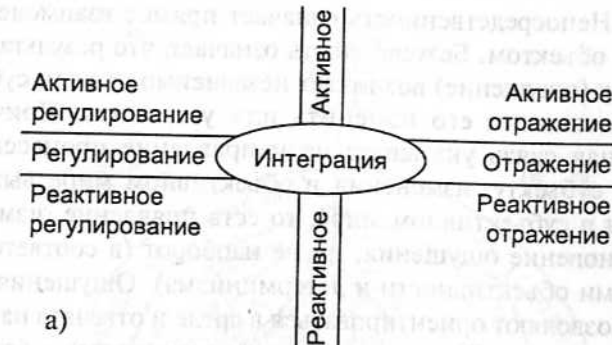 Активное
Активное
регулирование
Активное
отражение
Регулирование
Интеграция
Отражение
Реактивное
регулирование
Реактивное
отражение
Реактивное
а)